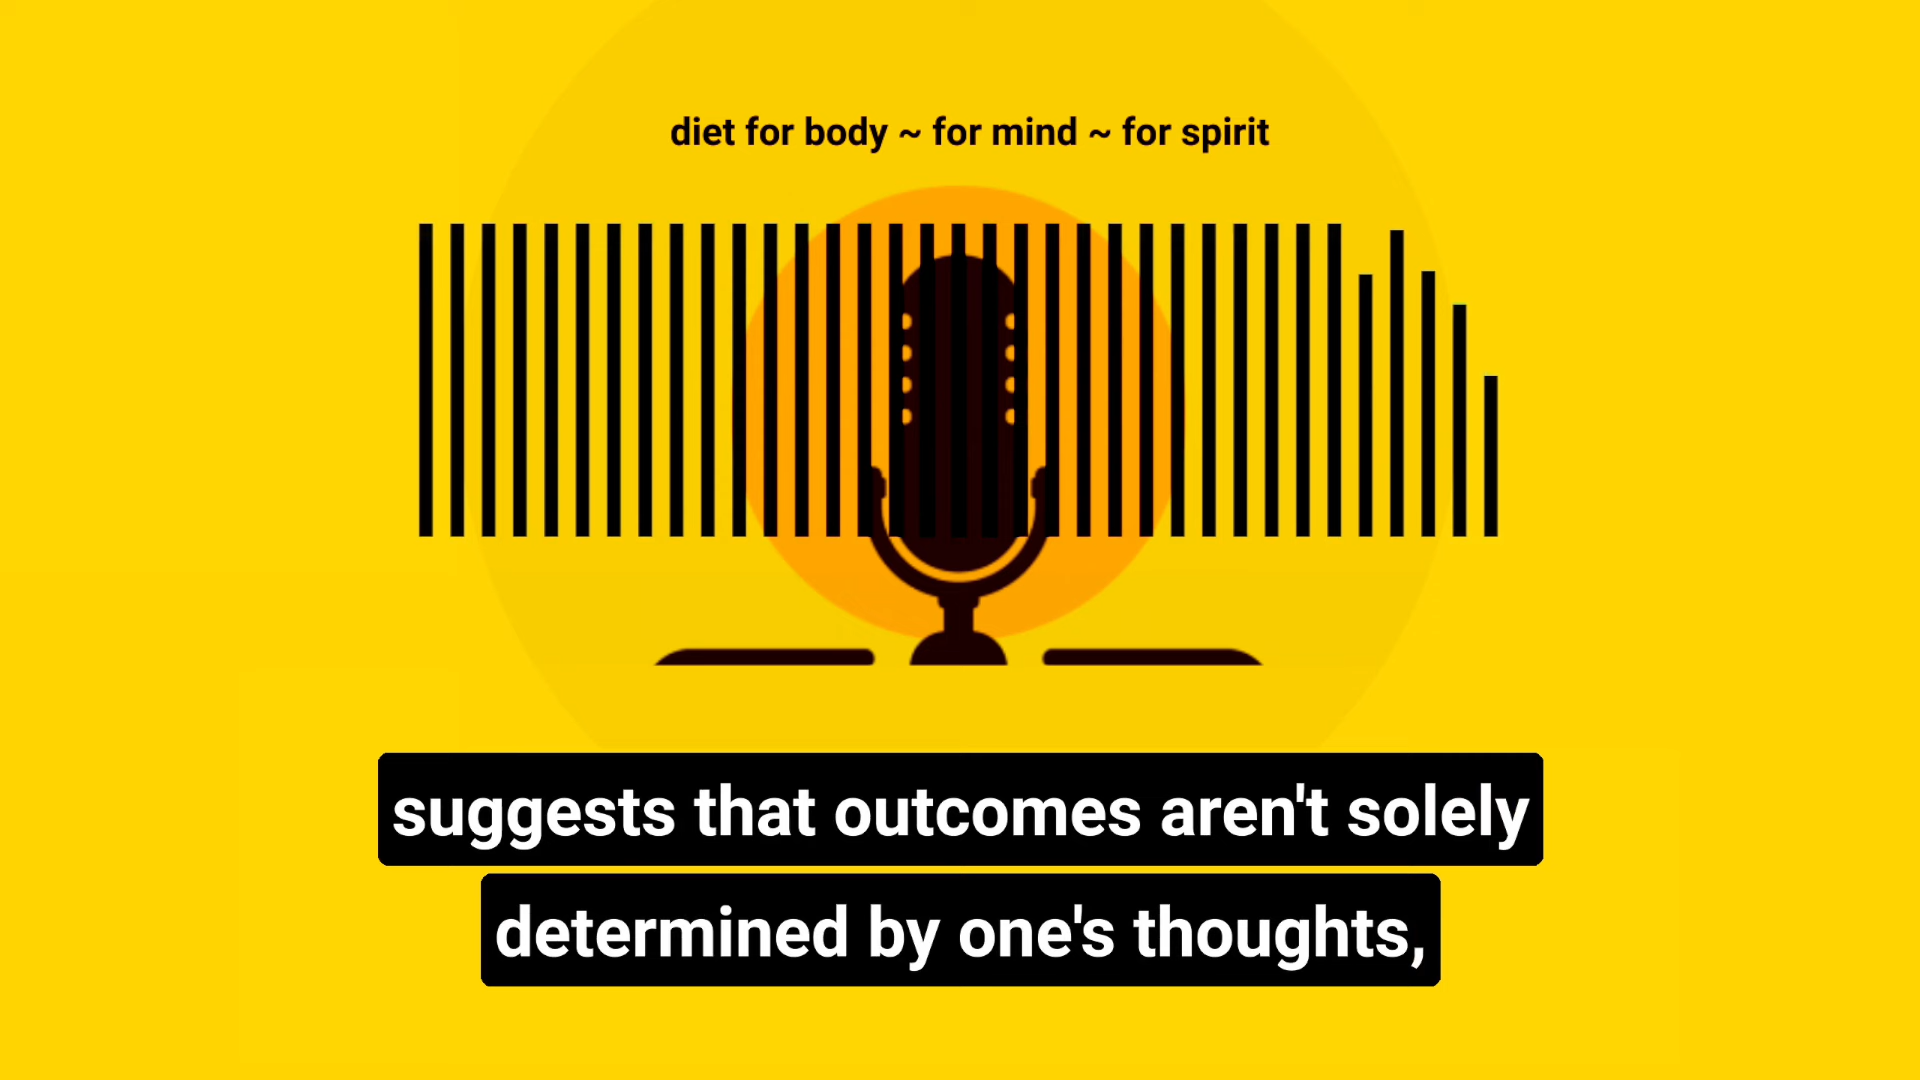 diet for body ~ for mind ~ for spirit
suggests that outcomes aren't solely
determined by one's thoughts,